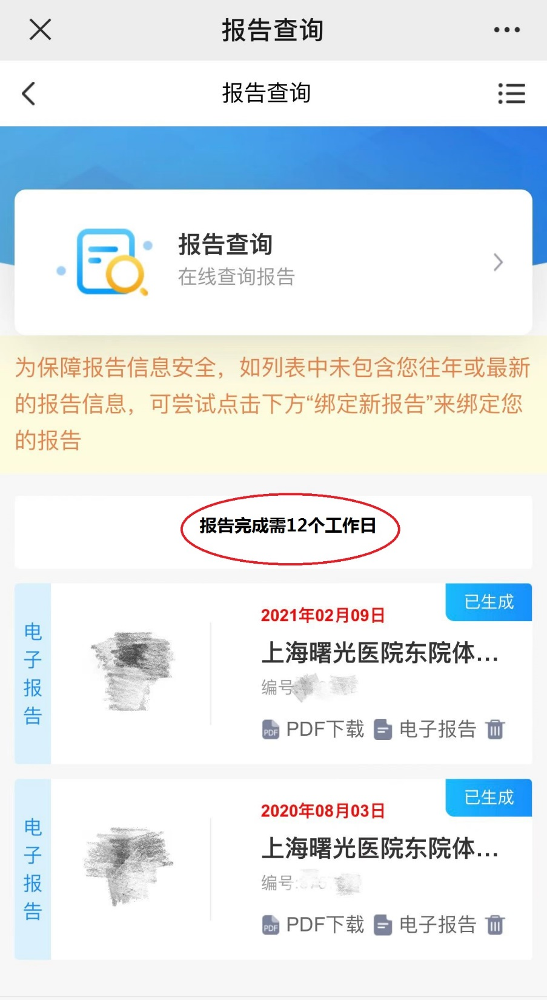 报告查询
报告查询
报告查询
在线查询报告
为保障报告信息安全，如列表中未包含您往年或最新
的报告信息，可尝试点击下方“绑定新报告”来绑定您
的报告
报告完成需12个工作日
电子报告
已生成
2021年02月09日
上海曙光医院东院体...
编号
PDF下载 电子报告
电子报告
已生成
2020年08月03日
上海曙光医院东院体...
编号:
PDF下载 电子报告